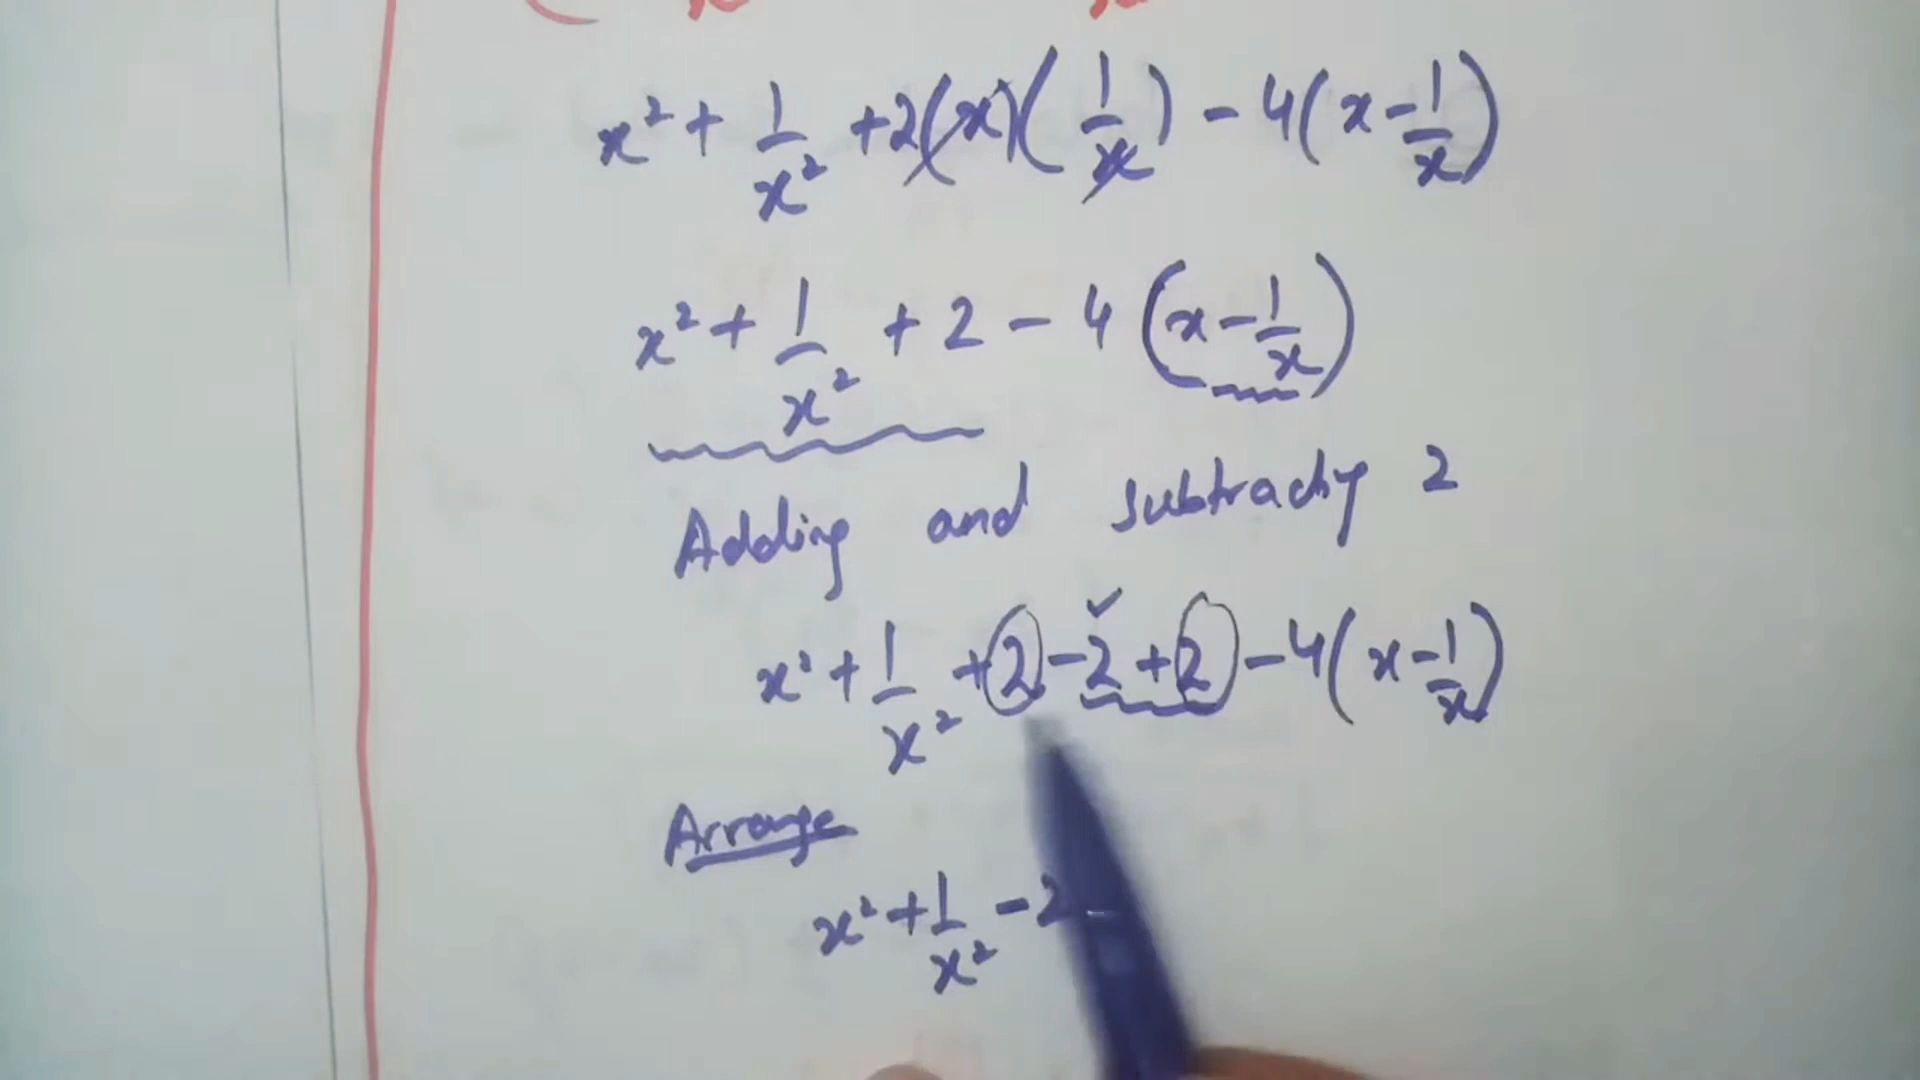 x² + 1/x² + 2(x)(1/x) - 4(x - 1/x)
x² + 1/x² + 2 - 4(x - 1/x)
Adding and subtracting 2
x² + 1/x² + 2 - 2 + 2 - 4(x - 1/x)
Arrange
x² + 1/x² - 2